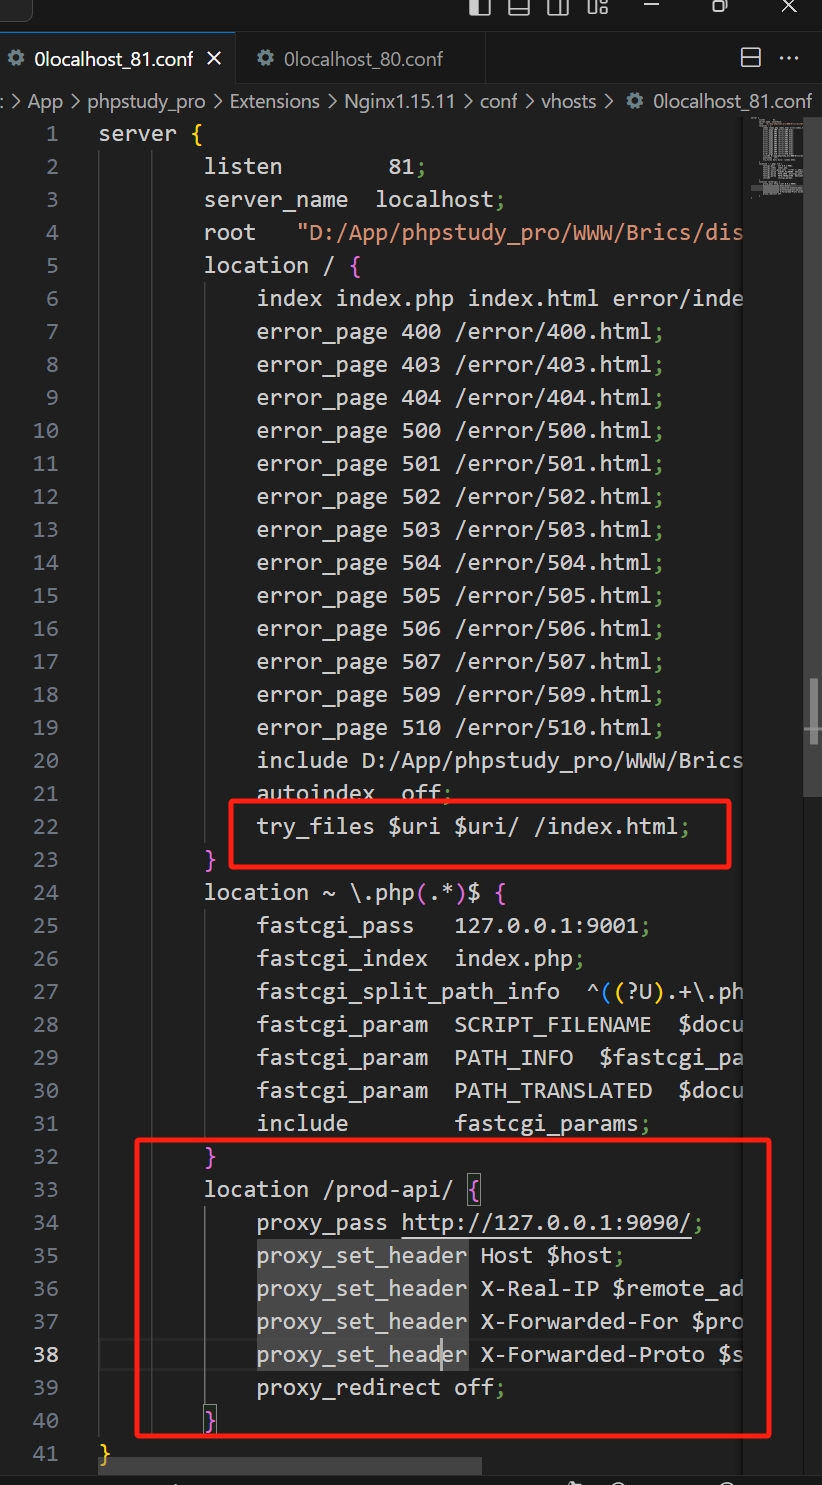 0localhost_81.conf 0localhost_80.conf
: > App > phpstudy_pro > Extensions > Nginx1.15.11 > conf > vhosts > 0localhost_81.conf
1 server {
2 listen 81;
3 server_name localhost;
4 root "D:/App/phpstudy_pro/WWW/Brics/dis
5 location / {
6 index index.php index.html error/inde
7 error_page 400 /error/400.html;
8 error_page 403 /error/403.html;
9 error_page 404 /error/404.html;
10 error_page 500 /error/500.html;
11 error_page 501 /error/501.html;
12 error_page 502 /error/502.html;
13 error_page 503 /error/503.html;
14 error_page 504 /error/504.html;
15 error_page 505 /error/505.html;
16 error_page 506 /error/506.html;
17 error_page 507 /error/507.html;
18 error_page 509 /error/509.html;
19 error_page 510 /error/510.html;
20 include D:/App/phpstudy_pro/WWW/Brics
21 autoindex off;
22 try_files $uri $uri/ /index.html;
23 }
24 location ~ \.php(.*)$ {
25 fastcgi_pass 127.0.0.1:9001;
26 fastcgi_index index.php;
27 fastcgi_split_path_info ^((?U).+\.ph
28 fastcgi_param SCRIPT_FILENAME $docu
29 fastcgi_param PATH_INFO $fastcgi_pa
30 fastcgi_param PATH_TRANSLATED $docu
31 include fastcgi_params;
32 }
33 location /prod-api/ {
34 proxy_pass http://127.0.0.1:9090/;
35 proxy_set_header Host $host;
36 proxy_set_header X-Real-IP $remote_ad
37 proxy_set_header X-Forwarded-For $pro
38 proxy_set_header X-Forwarded-Proto $s
39 proxy_redirect off;
40 }
41 }